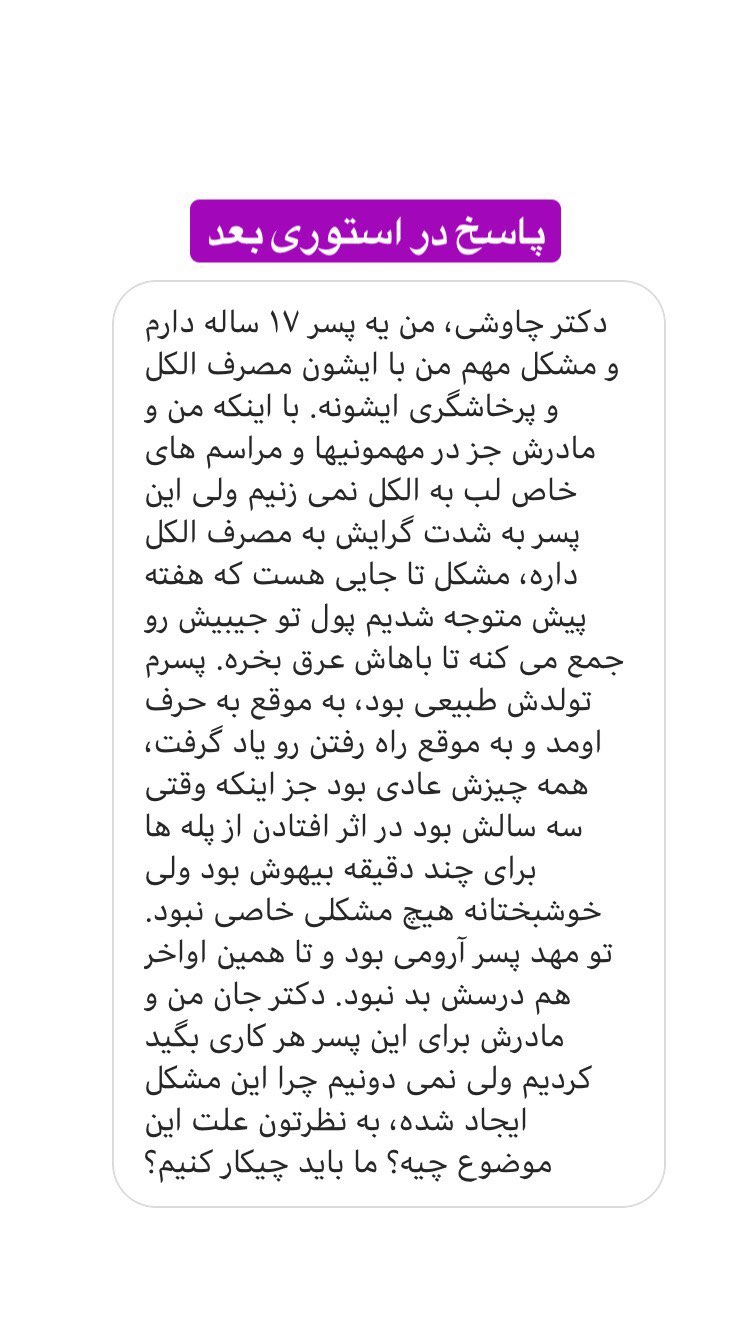 پاسخ در استوری بعد
دکتر چاوشی، من یه پسر ۱۷ ساله دارم
و مشکل مهم من با ایشون مصرف الکل
و پرخاشگری ایشونه. با اینکه من و
مادرش جز در مهمونیها و مراسم های
خاص لب به الکل نمی زنیم ولی این
پسر به شدت گرایش به مصرف الکل
داره، مشکل تا جایی هست که هفته
پیش متوجه شدیم پول تو جیبیش رو
جمع می کنه تا باهاش عرق بخره. پسرم
تولدش طبیعی بود، به موقع به حرف
اومد و به موقع راه رفتن رو یاد گرفت،
همه چیزش عادی بود جز اینکه وقتی
سه سالش بود در اثر افتادن از پله ها
برای چند دقیقه بیهوش بود ولی
خوشبختانه هیچ مشکلی خاصی نبود.
تو مهد پسر آرومی بود و تا همین اواخر
هم درسش بد نبود. دکتر جان من و
مادرش برای این پسر هر کاری بگید
کردیم ولی نمی دونیم چرا این مشکل
ایجاد شده، به نظرتون علت این
موضوع چیه؟ ما باید چیکار کنیم؟